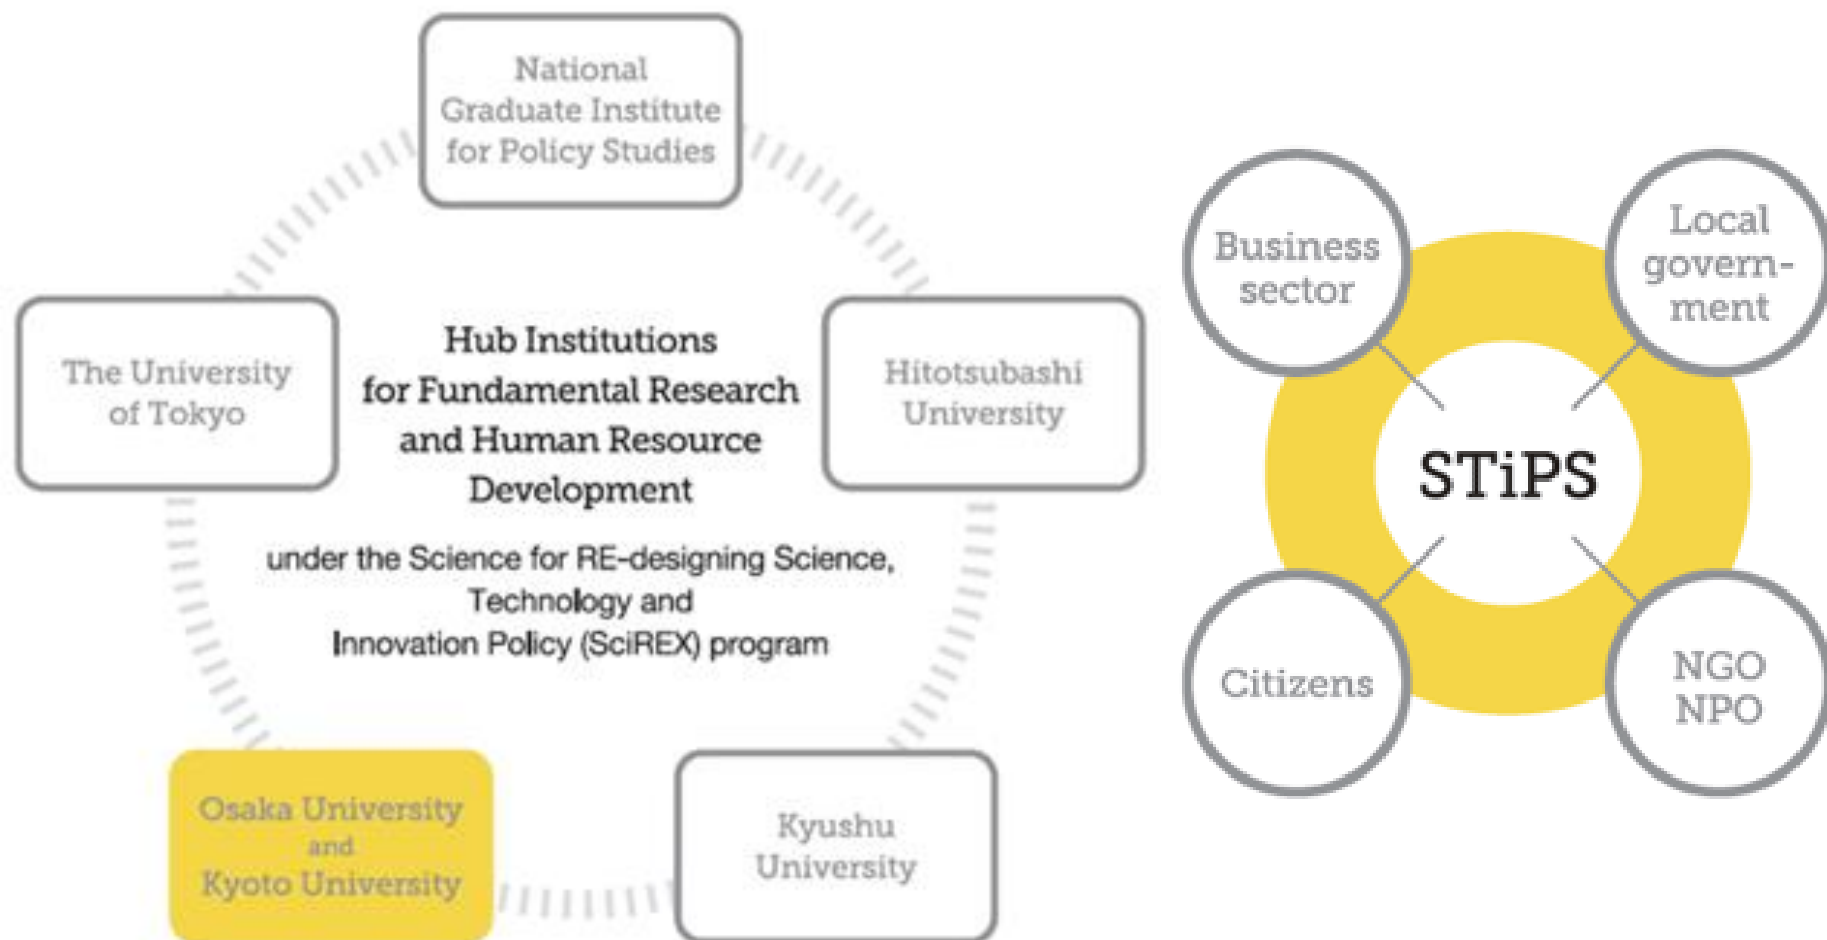 National
Graduate Institute
for Policy Studies
The University
of Tokyo
Hub Institutions
for Fundamental Research
and Human Resource
Development
under the Science for RE-designing Science,
Technology and
Innovation Policy (SciREX) program
Hitotsubashi
University
Osaka University
and
Kyoto University
Kyushu
University
Business
sector
Local
govern-
ment
STiPS
Citizens
NGO
NPO